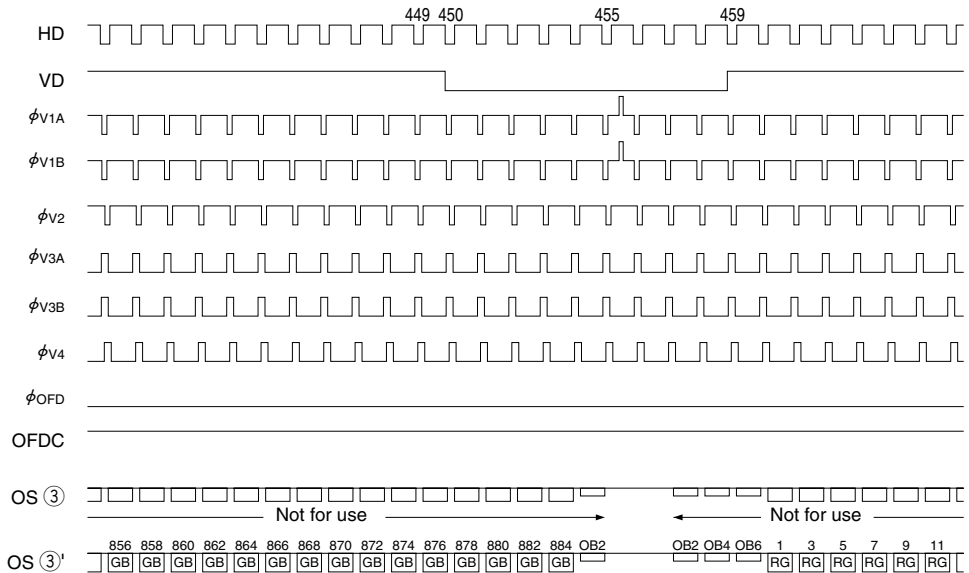 449 450 455 459
HD
VD
ϕV1A
ϕV1B
ϕV2
ϕV3A
ϕV3B
ϕV4
ϕOFD
OFDC
OS ③
Not for use Not for use
856 858 860 862 864 866 868 870 872 874 876 878 880 882 884 OB2 OB2 OB4 OB6 1 3 5 7 9 11
OS ③' GB GB GB GB GB GB GB GB GB GB GB GB GB GB GB RG RG RG RG RG RG